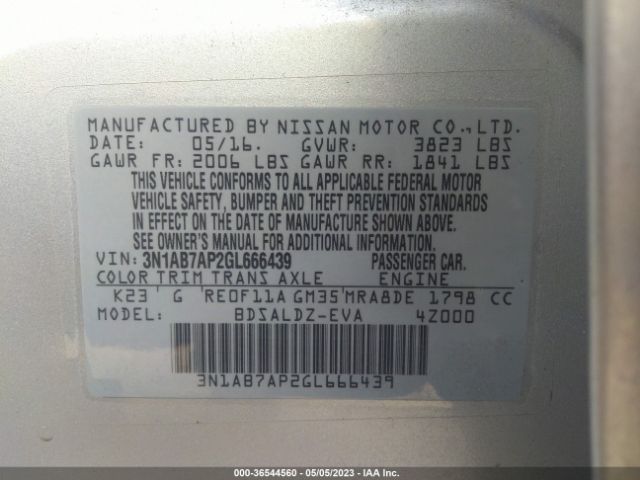 MANUFACTURED BY NISSAN MOTOR CO.,LTD.
DATE: 05/16. GVWR: 3823 LBS
GAWR FR: 2006 LBS GAWR RR: 1841 LBS
THIS VEHICLE CONFORMS TO ALL APPLICABLE FEDERAL MOTOR
VEHICLE SAFETY, BUMPER AND THEFT PREVENTION STANDARDS
IN EFFECT ON THE DATE OF MANUFACTURE SHOWN ABOVE.
SEE OWNER'S MANUAL FOR ADDITIONAL INFORMATION.
VIN: 3N1AB7AP2GL666439 PASSENGER CAR.
COLOR TRIM TRANS AXLE ENGINE
K23 G RE0F11A GM35 MRA8DE 1798 CC
MODEL: BDSALDZ-EVA 4Z000
3N1AB7AP2GL666439
000-36544560 - 05/05/2023 - IAA Inc.